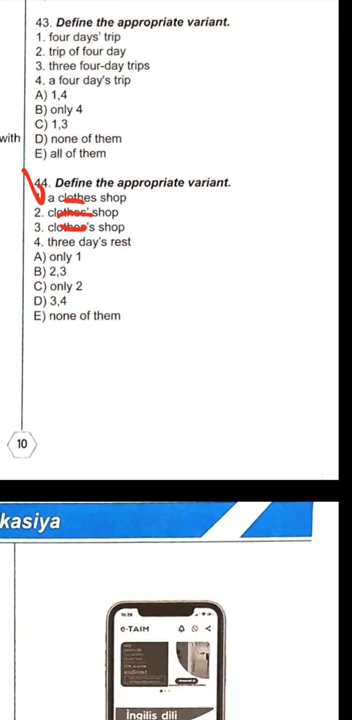 43. Define the appropriate variant.
1. four days' trip
2. trip of four day
3. three four-day trips
4. a four day's trip
A) 1,4
B) only 4
C) 1,3
with
D) none of them
E) all of them
44. Define the appropriate variant.
a clothes shop
2. clothes' shop
3. clothes's shop
4. three day's rest
A) only 1
B) 2,3
C) only 2
D) 3,4
E) none of them
10
kasiya
e-TAIM
İngilis dili